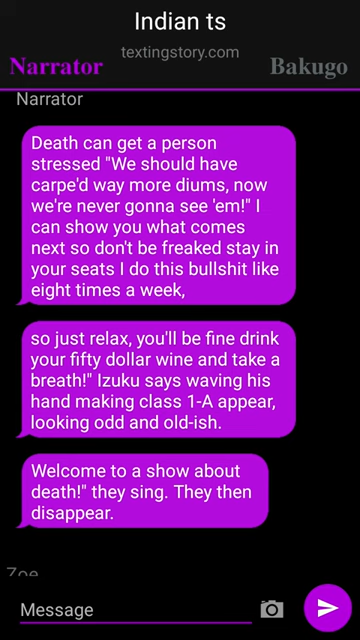 Indian ts
textingstory.com
Narrator
Bakugo
Narrator
Death can get a person
stressed "We should have
carpe'd way more diums, now
we're never gonna see 'em!" I
can show you what comes
next so don't be freaked stay in
your seats I do this bullshit like
eight times a week,
so just relax, you'll be fine drink
your fifty dollar wine and take a
breath!" Izuku says waving his
hand making class 1-A appear,
looking odd and old-ish.
Welcome to a show about
death!" they sing. They then
disappear.
Zoe
Message